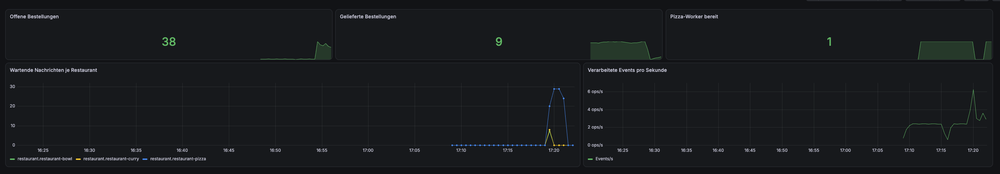 Offene Bestellungen
38
Gelieferte Bestellungen
9
Pizza-Worker bereit
1
Wartende Nachrichten je Restaurant
30
20
10
0
16:25 16:30 16:35 16:40 16:45 16:50 16:55 17:00 17:05 17:10 17:15 17:20
restaurant.restaurant-bowl restaurant.restaurant-curry restaurant.restaurant-pizza
Verarbeitete Events pro Sekunde
6 ops/s
4 ops/s
2 ops/s
0 ops/s
16:25 16:30 16:35 16:40 16:45 16:50 16:55 17:00 17:05 17:10 17:15 17:20
Events/s